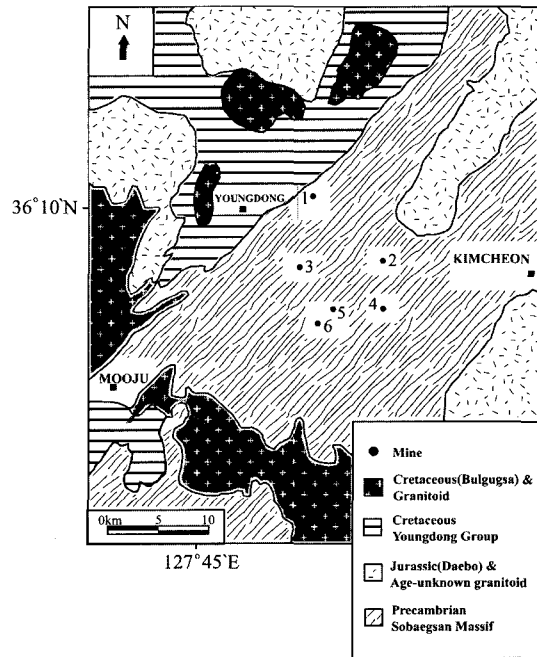 N
36°10`N
YOUNGDONG
1
2
3
KIMCHEON
4
5
6
MOOJU
0km 5 10
127°45`E
Mine
Cretaceous(Bulgugsa) &
Granitoid
Cretaceous
Youngdong Group
Jurassic(Daebo) &
Age-unknown granitoid
Precambrian
Sobaegsan Massif